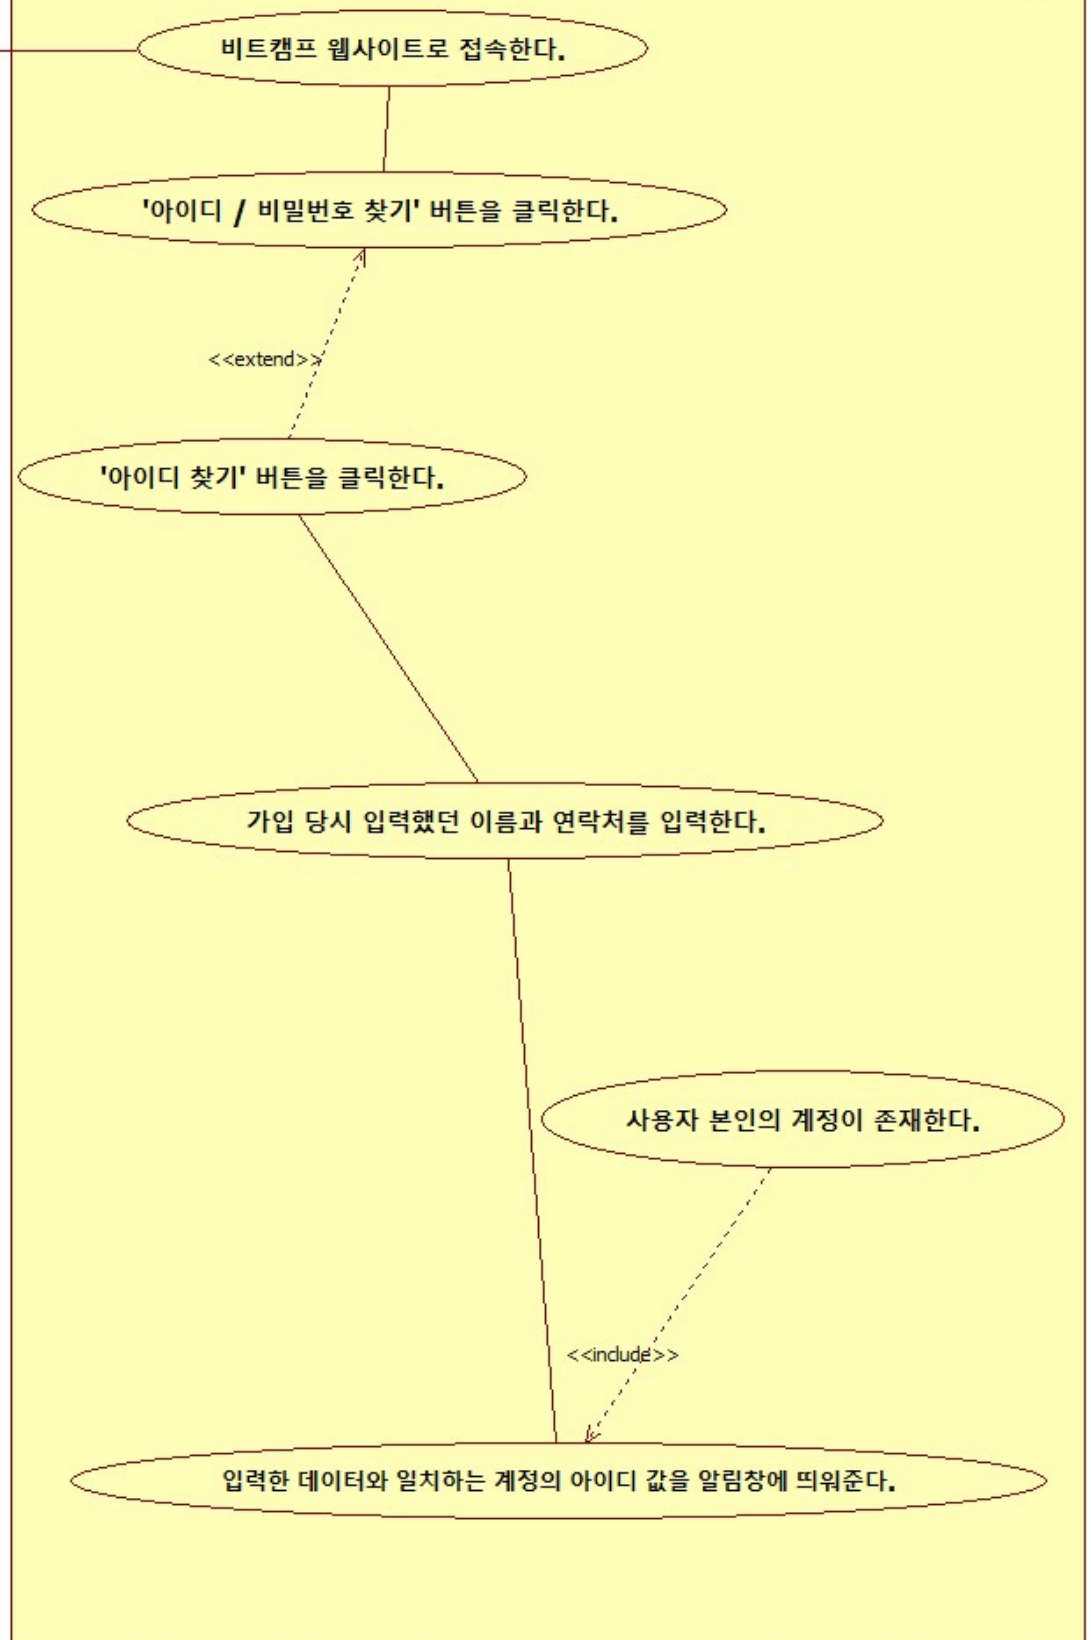 비트캠프 웹사이트로 접속한다.
'아이디 / 비밀번호 찾기' 버튼을 클릭한다.
<<extend>>
'아이디 찾기' 버튼을 클릭한다.
가입 당시 입력했던 이름과 연락처를 입력한다.
사용자 본인의 계정이 존재한다.
<<include>>
입력한 데이터와 일치하는 계정의 아이디 값을 알림창에 띄워준다.